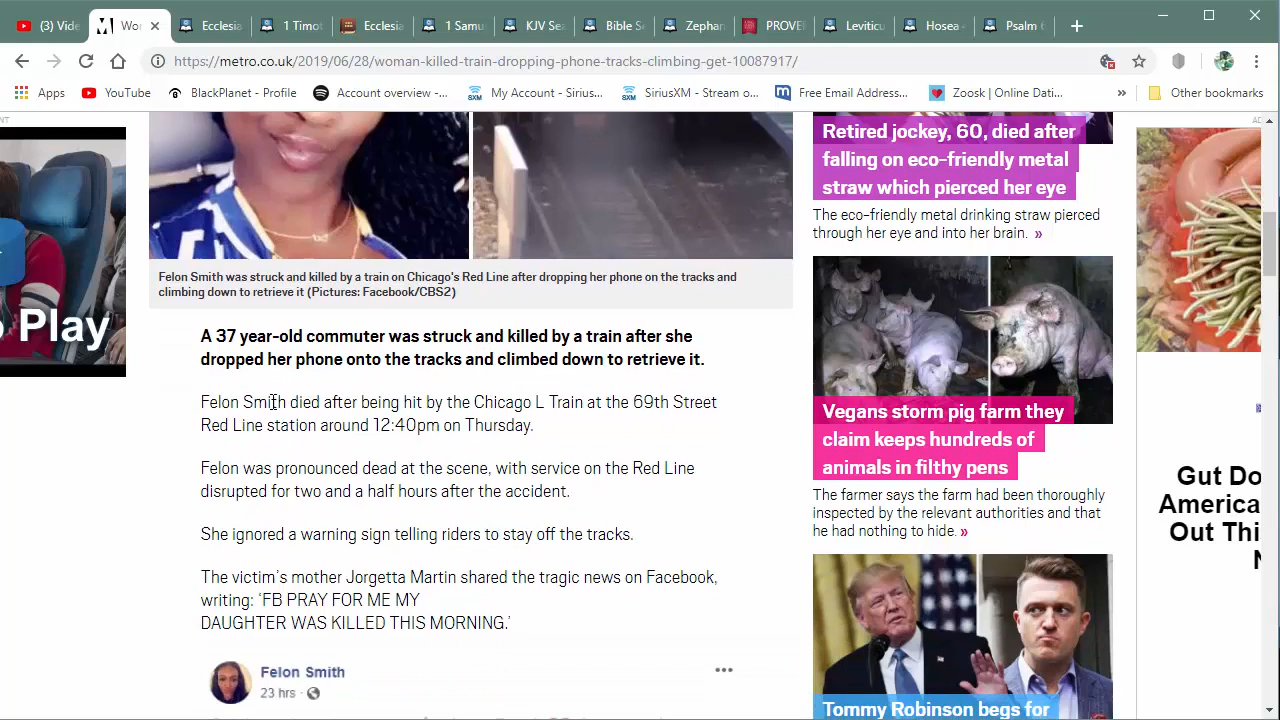 (3) Vide
Wor
Ecclesia
1 Timot
Ecclesia
1 Samu
KJV Sea
Bible Se
Zephan
PROVER
Leviticu
Hosea
Psalm
https://metro.co.uk/2019/06/28/woman-killed-train-dropping-phone-tracks-climbing-get-10087917/
Apps
YouTube
BlackPlanet - Profile
Account overview -...
My Account - Sirius...
SiriusXM - Stream o...
Free Email Address...
Zoosk | Online Dati...
»
Other bookmarks
o Play
Felon Smith was struck and killed by a train on Chicago's Red Line after dropping her phone on the tracks and
climbing down to retrieve it (Pictures: Facebook/CBS2)
A 37 year-old commuter was struck and killed by a train after she
dropped her phone onto the tracks and climbed down to retrieve it.
Felon Smith died after being hit by the Chicago L Train at the 69th Street
Red Line station around 12:40pm on Thursday.
Felon was pronounced dead at the scene, with service on the Red Line
disrupted for two and a half hours after the accident.
She ignored a warning sign telling riders to stay off the tracks.
The victim's mother Jorgetta Martin shared the tragic news on Facebook,
writing: ‘FB PRAY FOR ME MY
DAUGHTER WAS KILLED THIS MORNING.’
Felon Smith
23 hrs ·
Retired jockey, 60, died after
falling on eco-friendly metal
straw which pierced her eye
The eco-friendly metal drinking straw pierced
through her eye and into her brain. »
Vegans storm pig farm they
claim keeps hundreds of
animals in filthy pens
The farmer says the farm had been thoroughly
inspected by the relevant authorities and that
he had nothing to hide. »
Tommy Robinson begs for
Gut Do
America
Out Thi